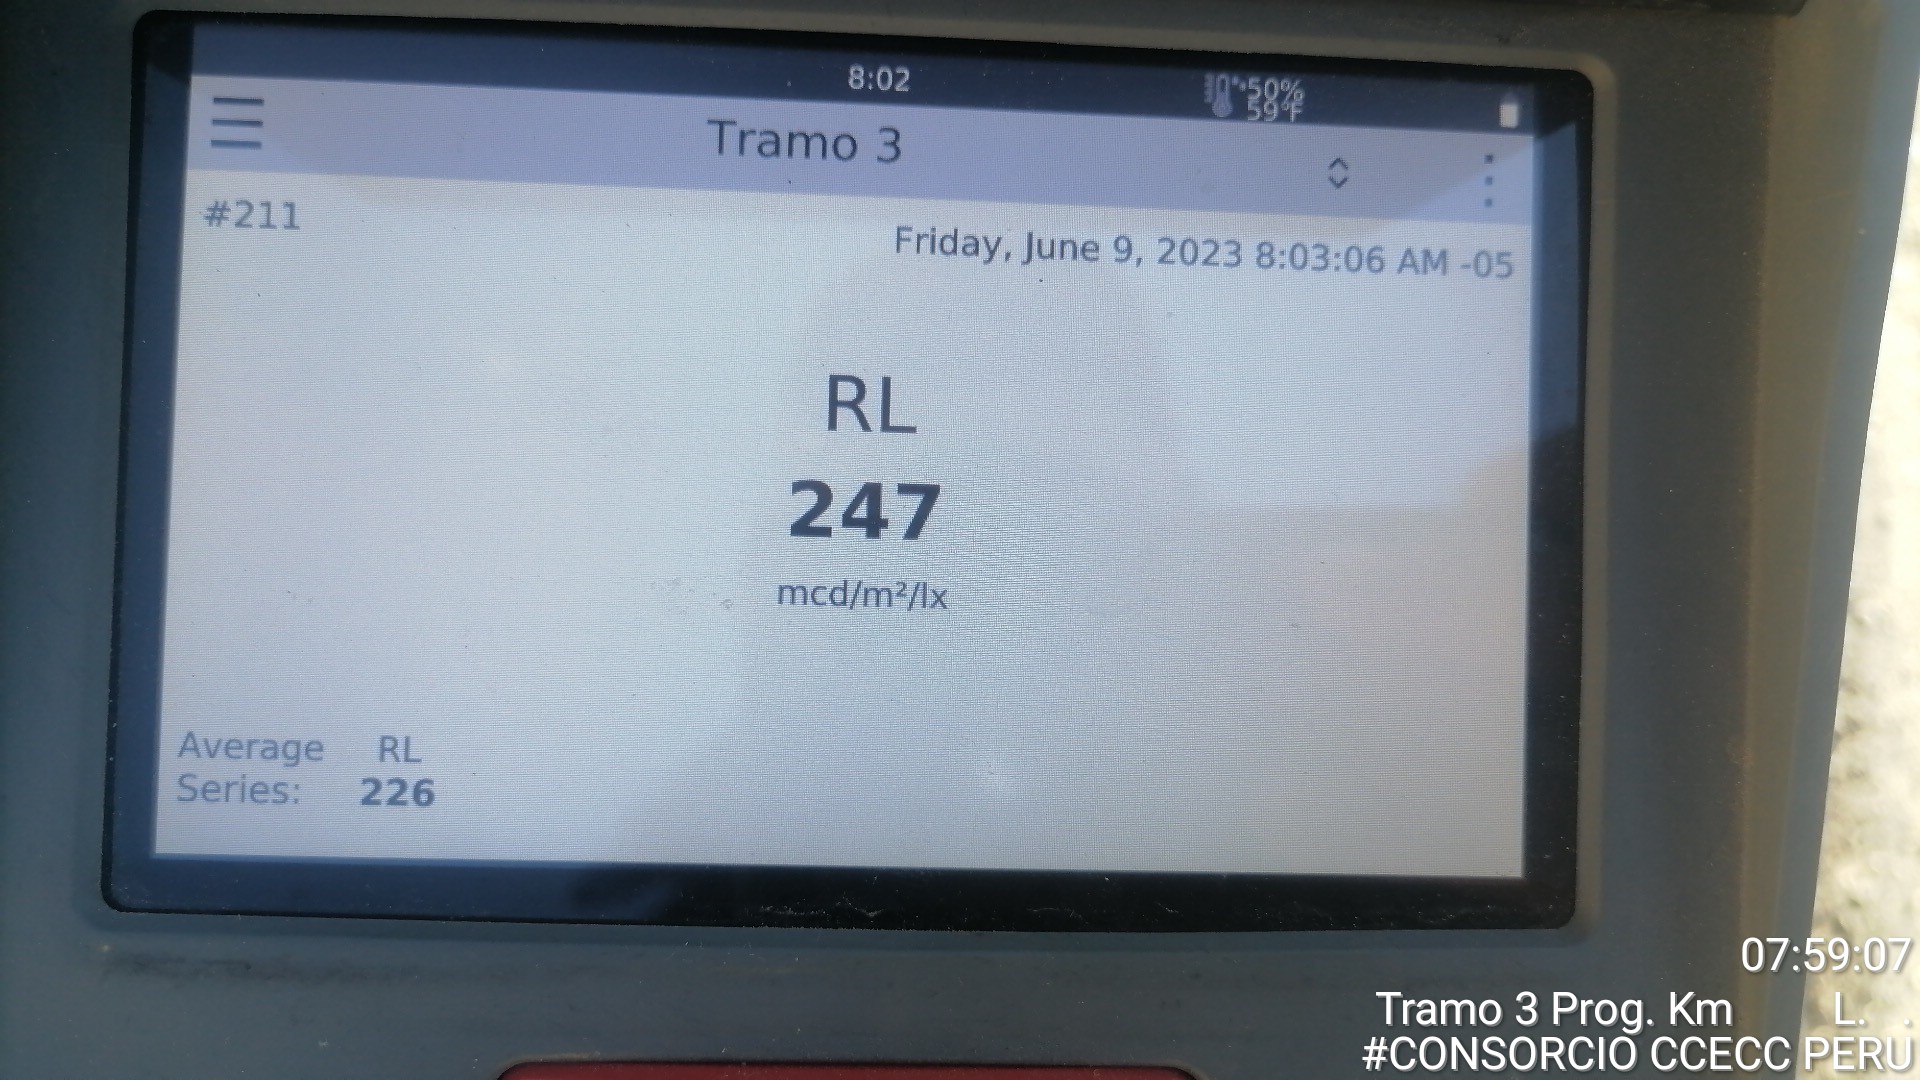 8:02
50%
59°F
Tramo 3
#211
Friday, June 9, 2023 8:03:06 AM -05
RL
247
mcd/m²/lx
Average RL
Series: 226
07:59:07
Tramo 3 Prog. Km L. .
#CONSORCIO CCECC PERU